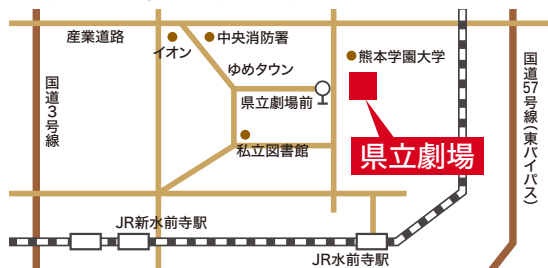 産業道路
中央消防署
イオン
熊本学園大学
ゆめタウン
国道3号線
国道57号線(東バイパス)
県立劇場前
県立劇場
私立図書館
JR新水前寺駅
JR水前寺駅